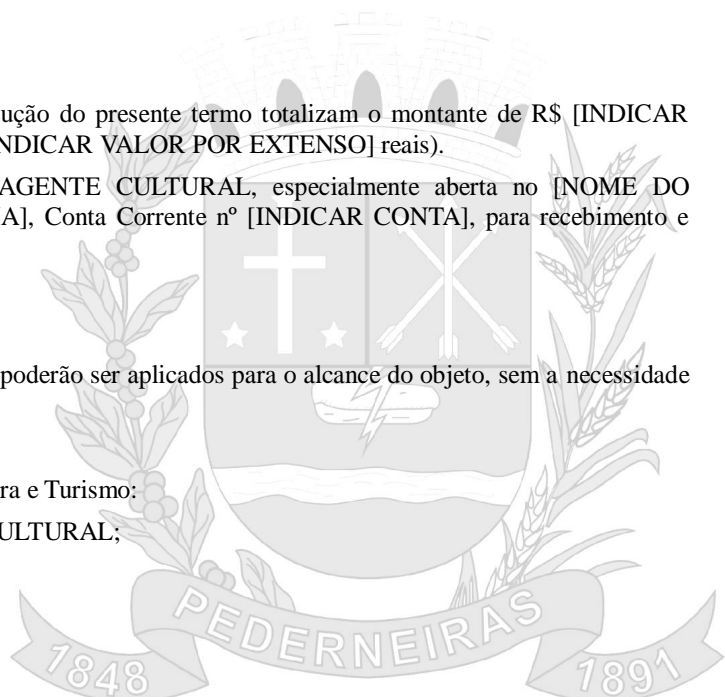 ução do presente termo totalizam o montante de R$ [INDICAR
NDICAR VALOR POR EXTENSO] reais).
AGENTE CULTURAL, especialmente aberta no [NOME DO
A], Conta Corrente nº [INDICAR CONTA], para recebimento e
poderão ser aplicados para o alcance do objeto, sem a necessidade
ra e Turismo:
ULTURAL;
PEDERNEIRAS
1848
1891